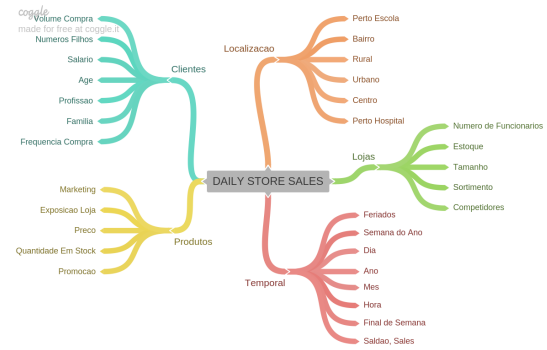 coggle
made for free at coggle.it
Volume Compra
Numeros Filhos
Salario
Age
Profissao
Familia
Frequencia Compra
Clientes
Marketing
Exposicao Loja
Preco
Quantidade Em Stock
Promocao
Produtos
DAILY STORE SALES
Localizacao
Perto Escola
Bairro
Rural
Urbano
Centro
Perto Hospital
Lojas
Numero de Funcionarios
Estoque
Tamanho
Sortimento
Competidores
Temporal
Feriados
Semana do Ano
Dia
Ano
Mes
Hora
Final de Semana
Saldao, Sales